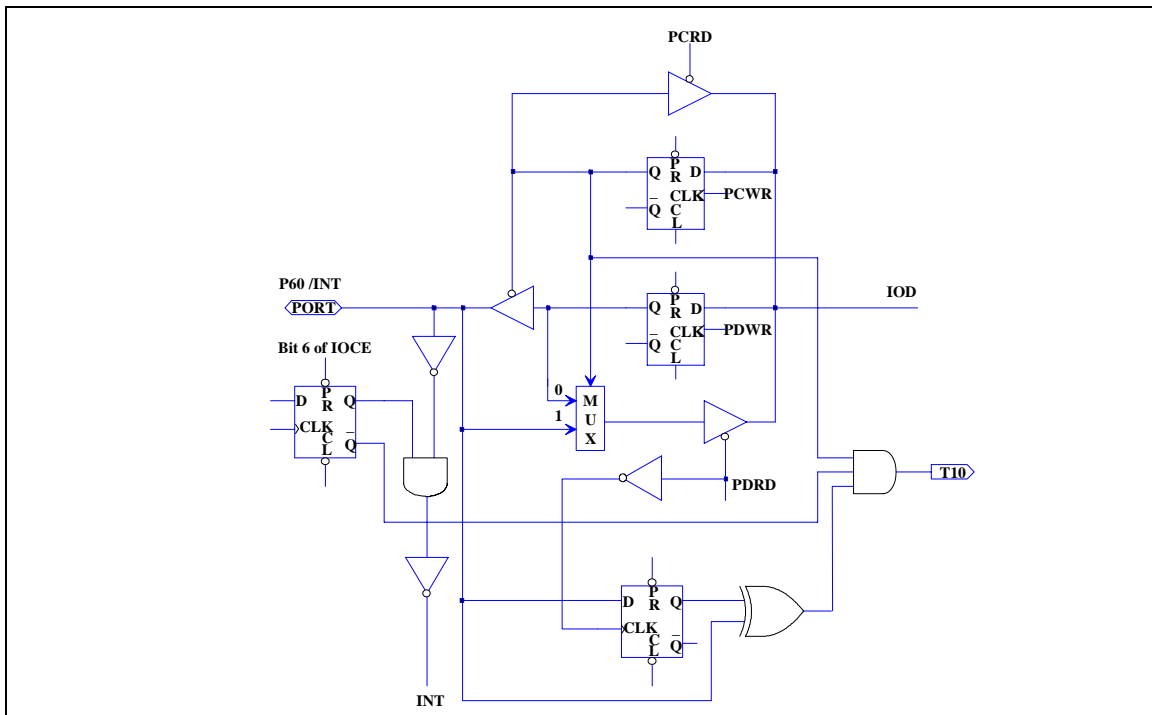 PCRD
Q P R D
CLK PCWR
Q C L
P60 /INT
PORT
Q P R D
IOD
CLK PDWR
Q C L
Bit 6 of IOCE
D P R Q
CLK
C L Q
0
1
M U X
PDRD
T10
D P R Q
CLK
C L Q
INT